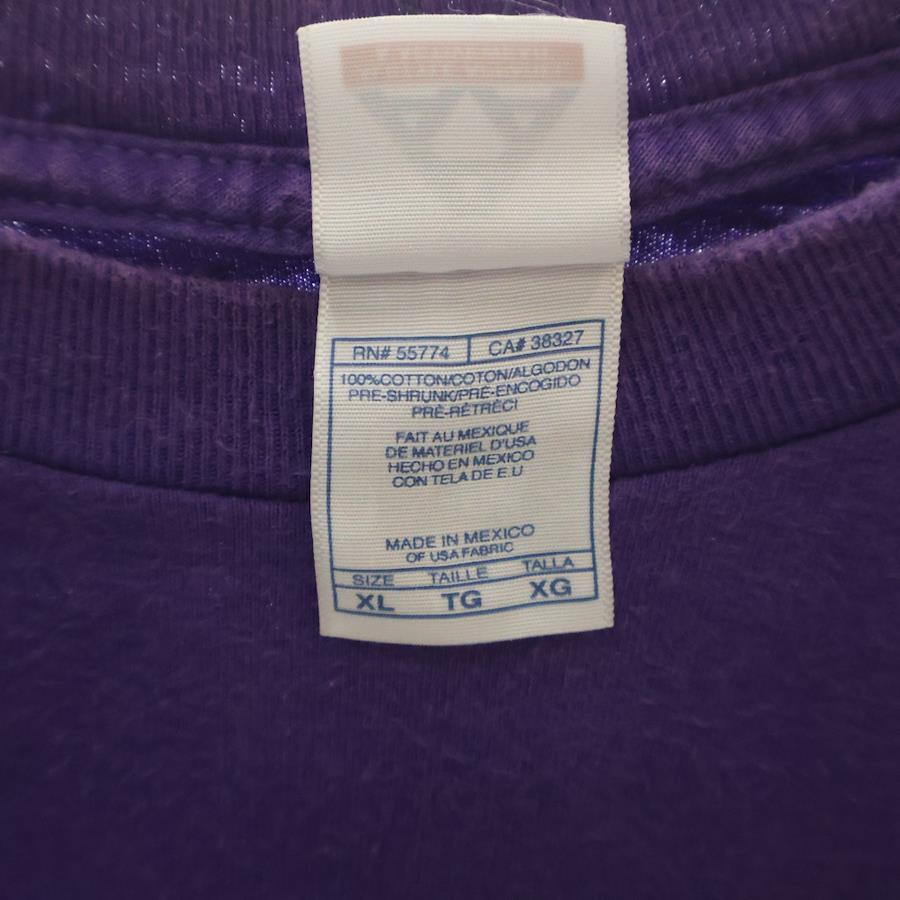 RN# 55774 CA# 38327
100%COTTON/COTON/ALGODON
PRE-SHRUNK/PRE-ENCOGIDO
PRÉ-RÉTRÉCI
FAIT AU MEXIQUE
DE MATERIEL D'USA
HECHO EN MEXICO
CON TELA DE E.U
MADE IN MEXICO
OF USA FABRIC
SIZE TAILLE TALLA
XL TG XG